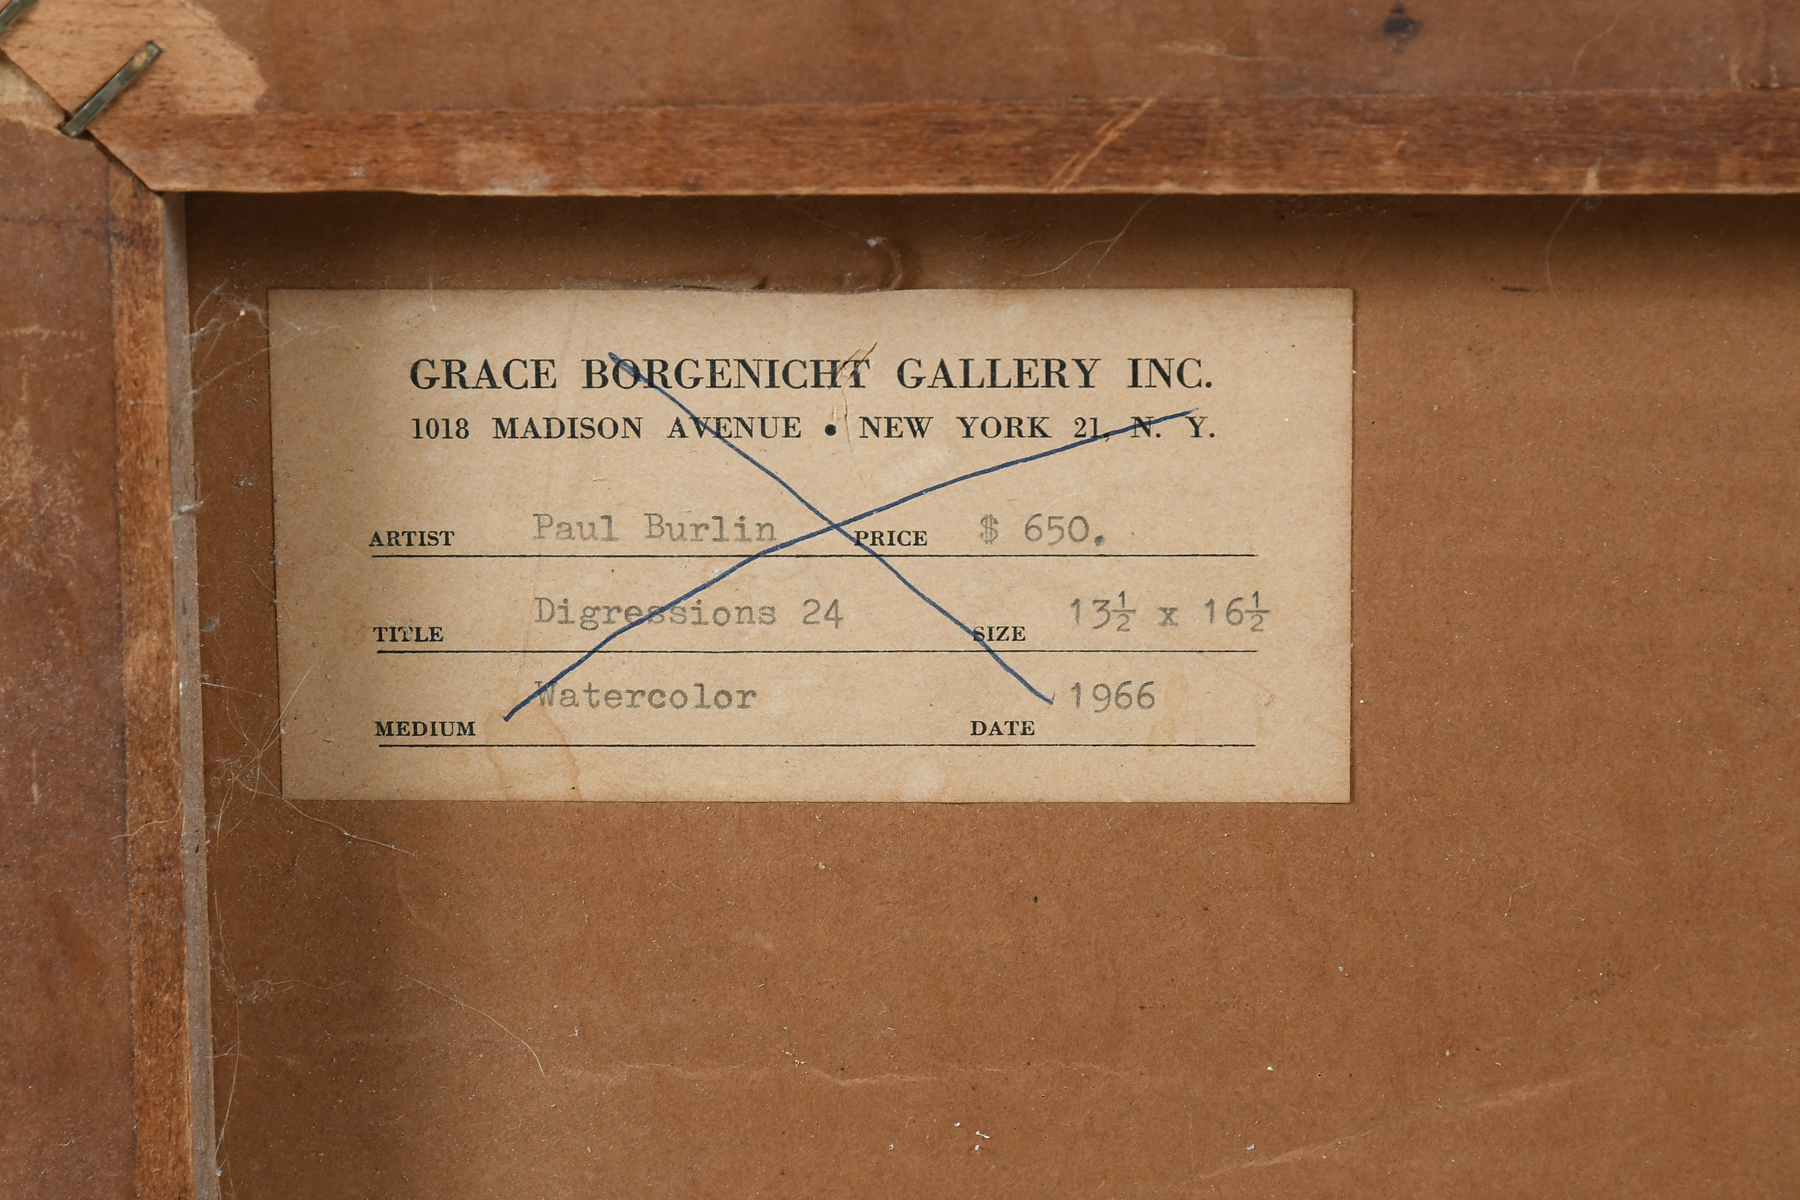 GRACE BORGENICHT GALLERY INC.
1018 MADISON AVENUE • NEW YORK 21, N. Y.
ARTIST Paul Burlin PRICE $ 650.
TITLE Digressions 24 SIZE 13½ x 16½
MEDIUM Watercolor DATE 1966